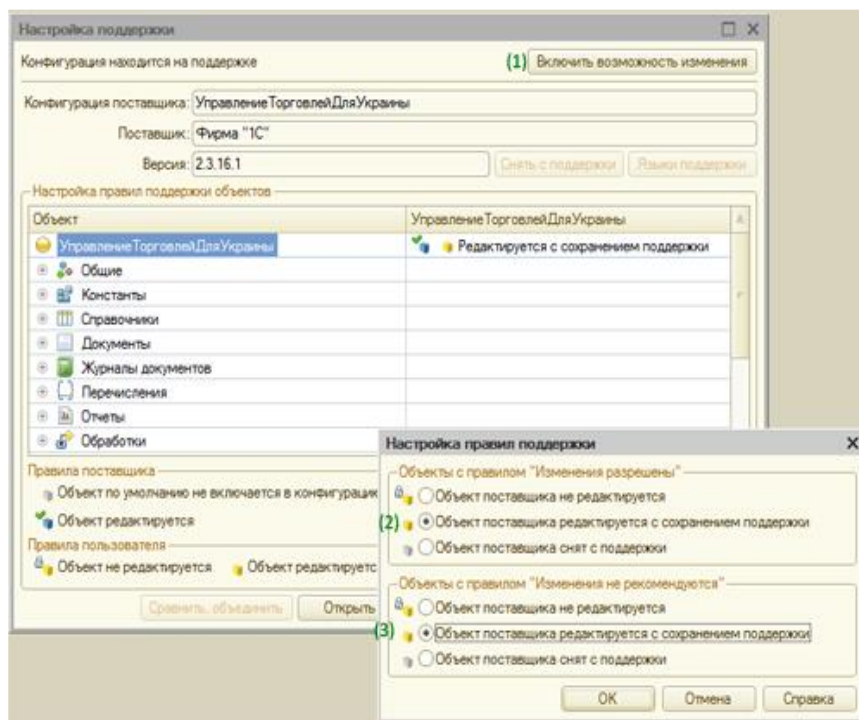 Настройка поддержки
Конфигурация находится на поддержке
(1) Включить возможность изменения
Конфигурация поставщика: УправлениеТорговлейДляУкраины
Поставщик: Фирма "1С"
Версия: 2.3.16.1 Снять с поддержки Языки поддержки
Настройка правил поддержки объектов
Объект УправлениеТорговлейДляУкраины
УправлениеТорговлейДляУкраины Редактируется с сохранением поддержки
Общие
Константы
Справочники
Документы
Журналы документов
Перечисления
Отчеты
Обработки
Правила поставщика
Объект по умолчанию не включается в конфигурацию
Объект редактируется
Правила пользователя
Объект не редактируется Объект редактируетс
Сравнить, объединить Открыть
Настройка правил поддержки
Объекты с правилом "Изменения разрешены"
Объект поставщика не редактируется
(2) Объект поставщика редактируется с сохранением поддержки
Объект поставщика снят с поддержки
Объекты с правилом "Изменения не рекомендуются"
Объект поставщика не редактируется
(3) Объект поставщика редактируется с сохранением поддержки
Объект поставщика снят с поддержки
OK Отмена Справка